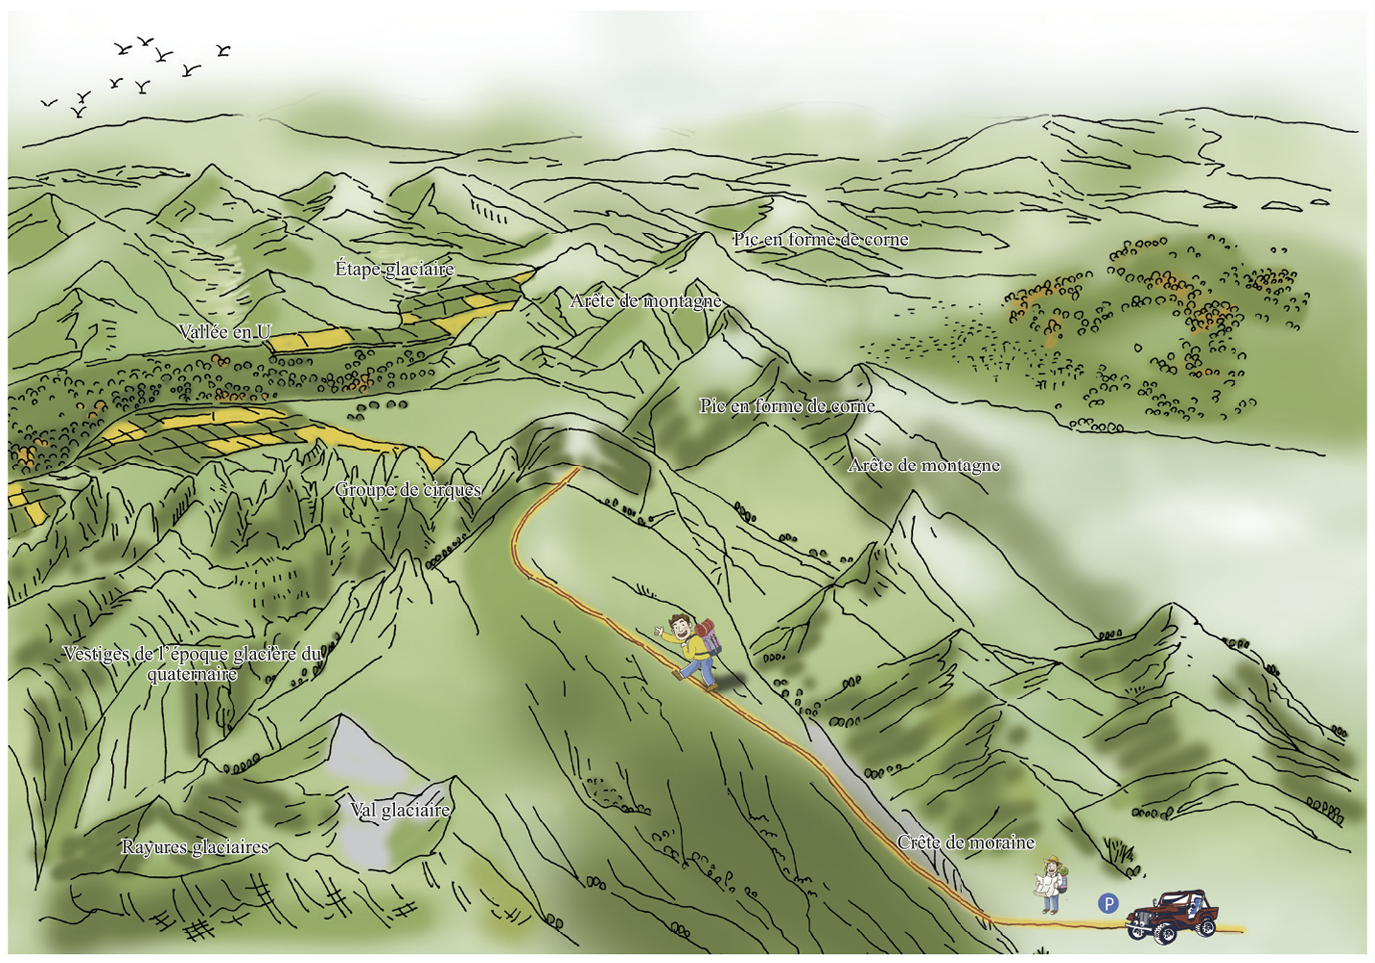 Pic en forme de corne
Étape glaciaire
Arête de montagne
Vallée en U
Pic en forme de corne
Arête de montagne
Groupe de cirques
Vestiges de l'époque glacière du
quaternaire
Val glaciaire
Rayures glaciaires
Crête de moraine
P